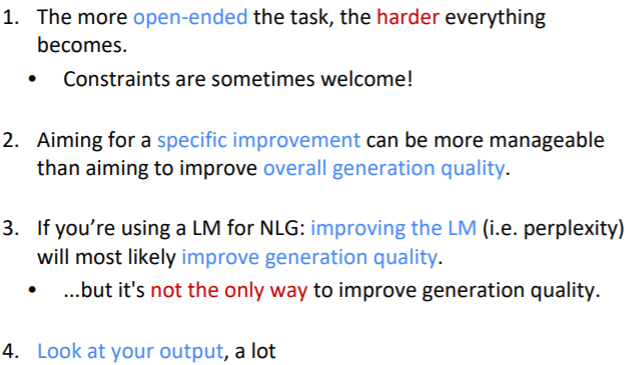 1. The more open-ended the task, the harder everything
becomes.
• Constraints are sometimes welcome!
2. Aiming for a specific improvement can be more manageable
than aiming to improve overall generation quality.
3. If you’re using a LM for NLG: improving the LM (i.e. perplexity)
will most likely improve generation quality.
• ...but it's not the only way to improve generation quality.
4. Look at your output, a lot